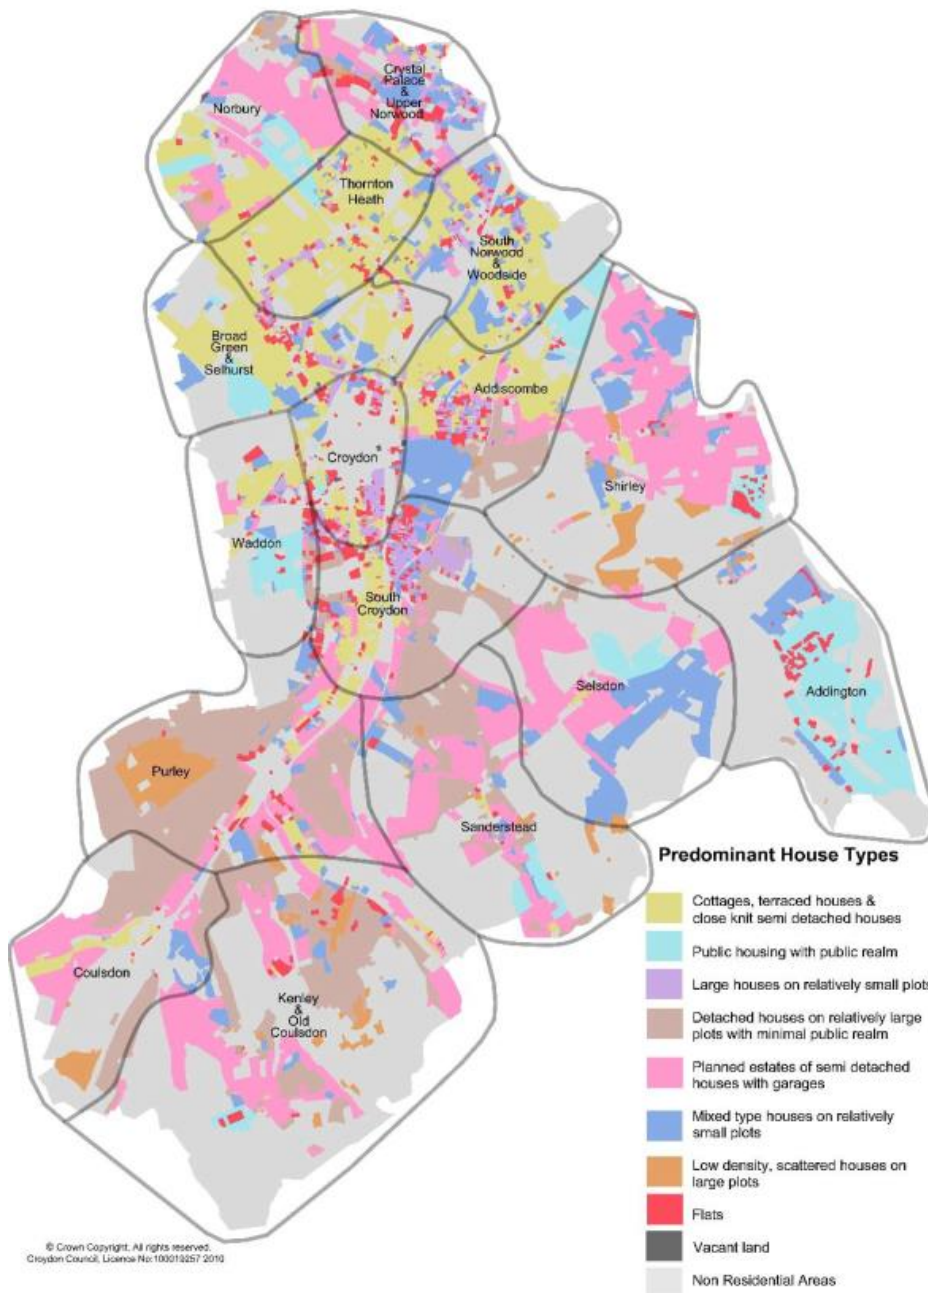 Crystal
Palace
&
Upper
Norwood
Norbury
Thornton
Heath
South
Norwood
&
Woodside
Broad
Green
&
Selhurst
Addiscombe
Croydon
Shirley
Waddon
South
Croydon
Selsdon
Addington
Purley
Sanderstead
Coulsdon
Kenley
&
Old
Coulsdon
Predominant House Types
Cottages, terraced houses &
close knit semi detached houses
Public housing with public realm
Large houses on relatively small plots
Detached houses on relatively large
plots with minimal public realm
Planned estates of semi detached
houses with garages
Mixed type houses on relatively
small plots
Low density, scattered houses on
large plots
Flats
Vacant land
Non Residential Areas
© Crown Copyright, All rights reserved.
Croydon Council, Licence No:100019257 2010